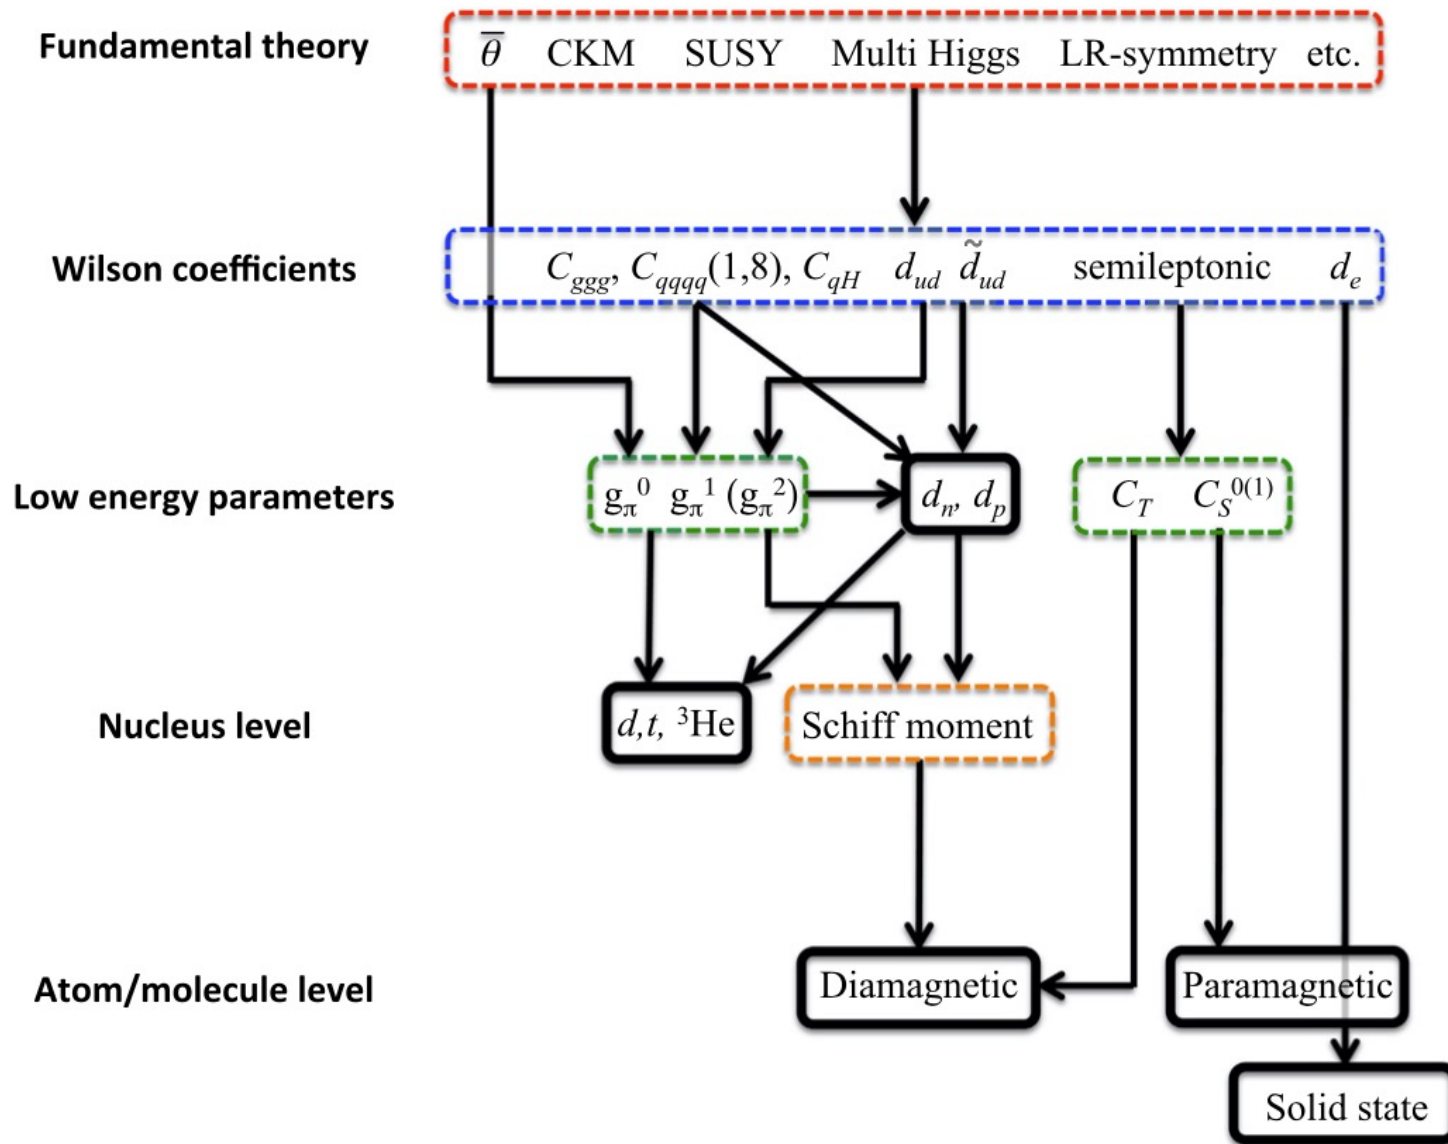 Fundamental theory
θ̅ CKM SUSY Multi Higgs LR-symmetry etc.
Wilson coefficients
C_ggg, C_qqqq(1,8), C_qH d_ud d̃_ud semileptonic d_e
Low energy parameters
g_π^0 g_π^1 (g_π^2)
d_n, d_p
C_T C_S^0(1)
Nucleus level
d,t, ³He
Schiff moment
Atom/molecule level
Diamagnetic
Paramagnetic
Solid state